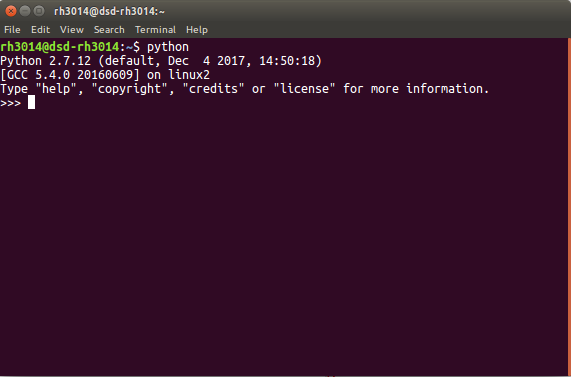 rh3014@dsd-rh3014:~
File Edit View Search Terminal Help
rh3014@dsd-rh3014:~$ python
Python 2.7.12 (default, Dec  4 2017, 14:50:18)
[GCC 5.4.0 20160609] on linux2
Type "help", "copyright", "credits" or "license" for more information.
>>>